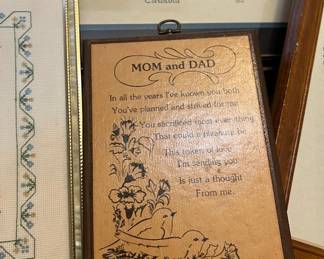 MOM and DAD
In all the years I've known you both
You've planned and strived for me
You sacrificed most everything
That could a pleasure be
This token of love
I'm sending you
Is just a thought
From me.